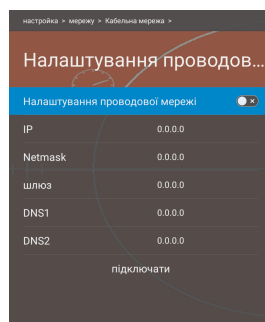 настройка > мережу > Кабельна мережа >
Налаштування проводов...
Налаштування проводової мережі
IP 0.0.0.0
Netmask 0.0.0.0
шлюз 0.0.0.0
DNS1 0.0.0.0
DNS2 0.0.0.0
підключати